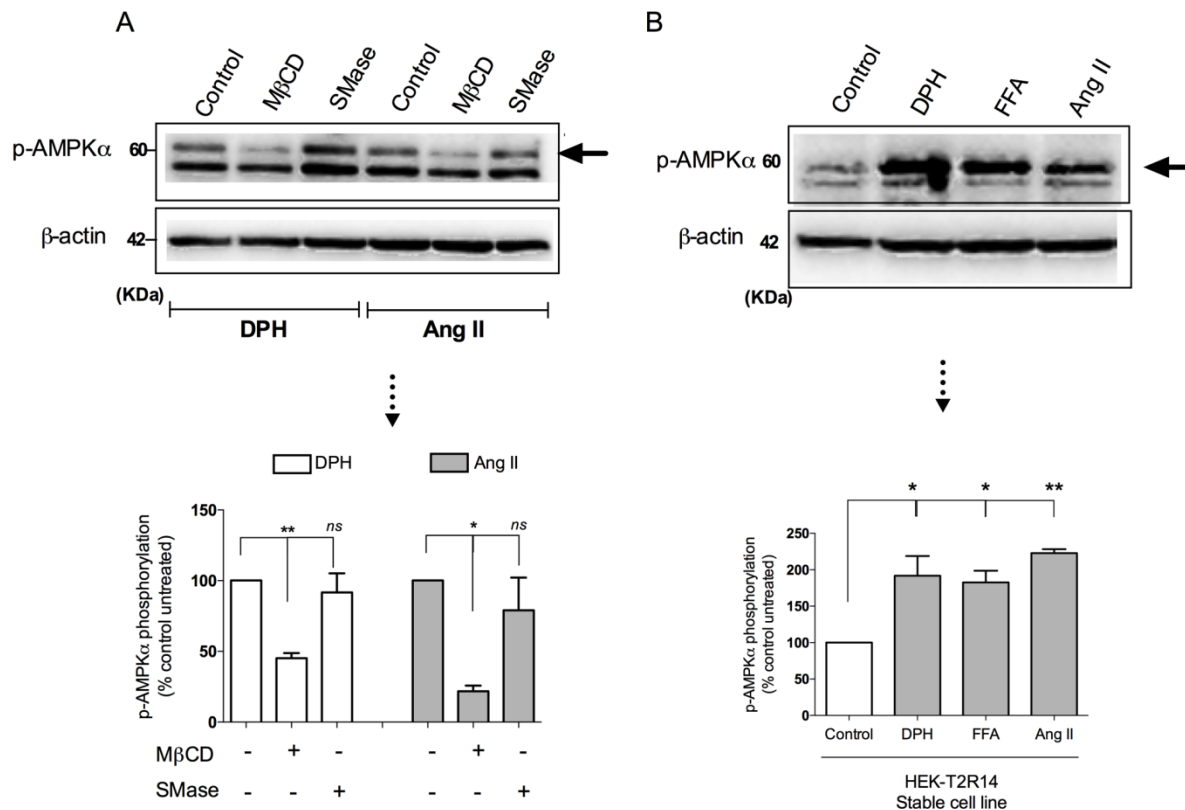 A
Control
MβCD
SMase
Control
MβCD
SMase
p-AMPKα
60
β-actin
42
(KDa)
DPH
Ang II
DPH
Ang II
p-AMPKα phosphorylation
(% control untreated)
150
100
50
0
**
ns
*
ns
MβCD - + - - + -
SMase - - + - - +
B
Control
DPH
FFA
Ang II
p-AMPKα
60
β-actin
42
(KDa)
p-AMPKα phosphorylation
(% control untreated)
250
200
150
100
50
0
*
*
**
Control DPH FFA Ang II
HEK-T2R14
Stable cell line